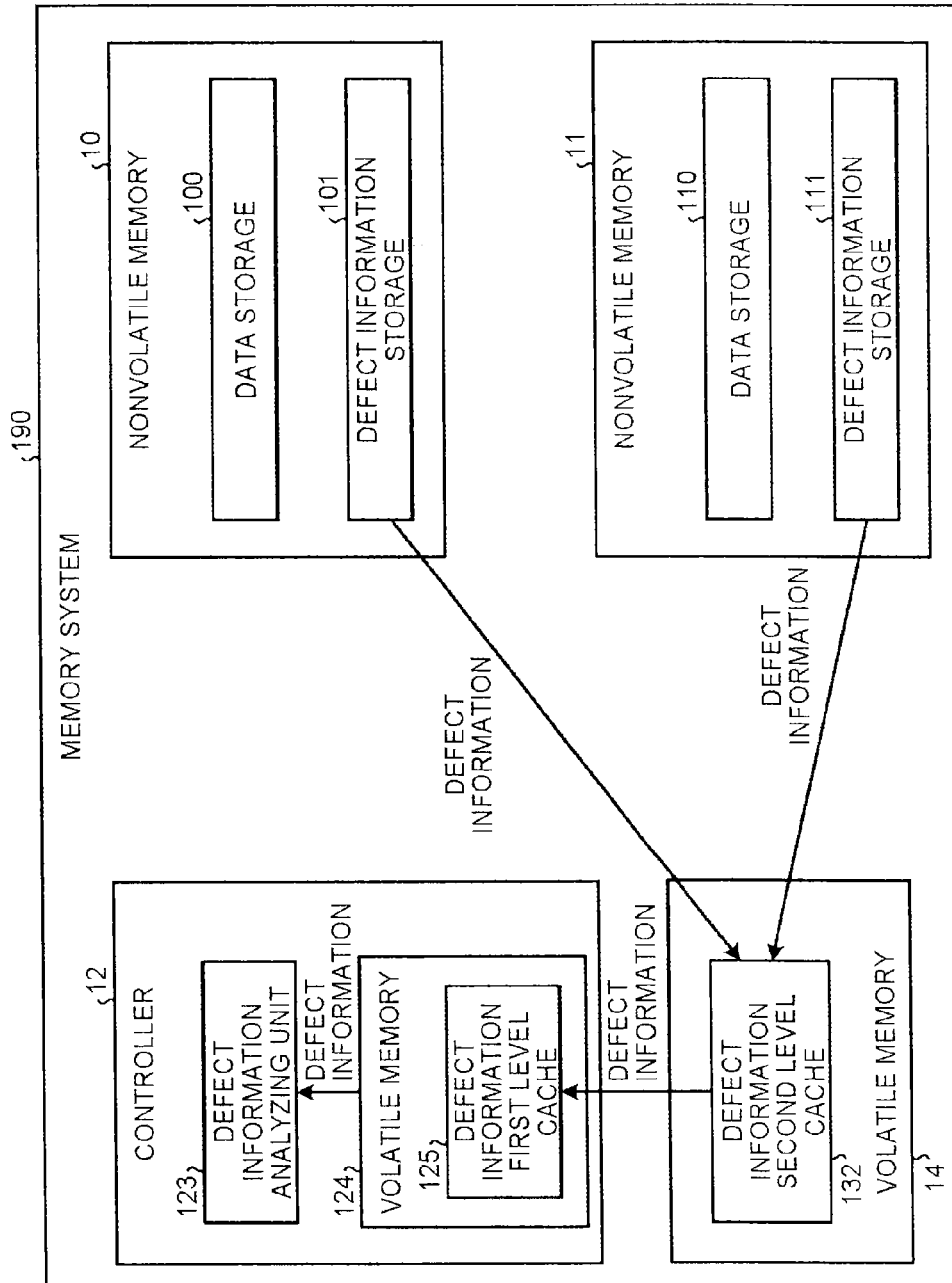 190
MEMORY SYSTEM
12
CONTROLLER
123
DEFECT
INFORMATION
ANALYZING UNIT
DEFECT
INFORMATION
124
VOLATILE MEMORY
125
DEFECT
INFORMATION
FIRST LEVEL
CACHE
DEFECT
INFORMATION
DEFECT
INFORMATION
SECOND LEVEL
CACHE
132
VOLATILE MEMORY
14
DEFECT
INFORMATION
DEFECT
INFORMATION
10
NONVOLATILE MEMORY
100
DATA STORAGE
101
DEFECT INFORMATION
STORAGE
11
NONVOLATILE MEMORY
110
DATA STORAGE
111
DEFECT INFORMATION
STORAGE